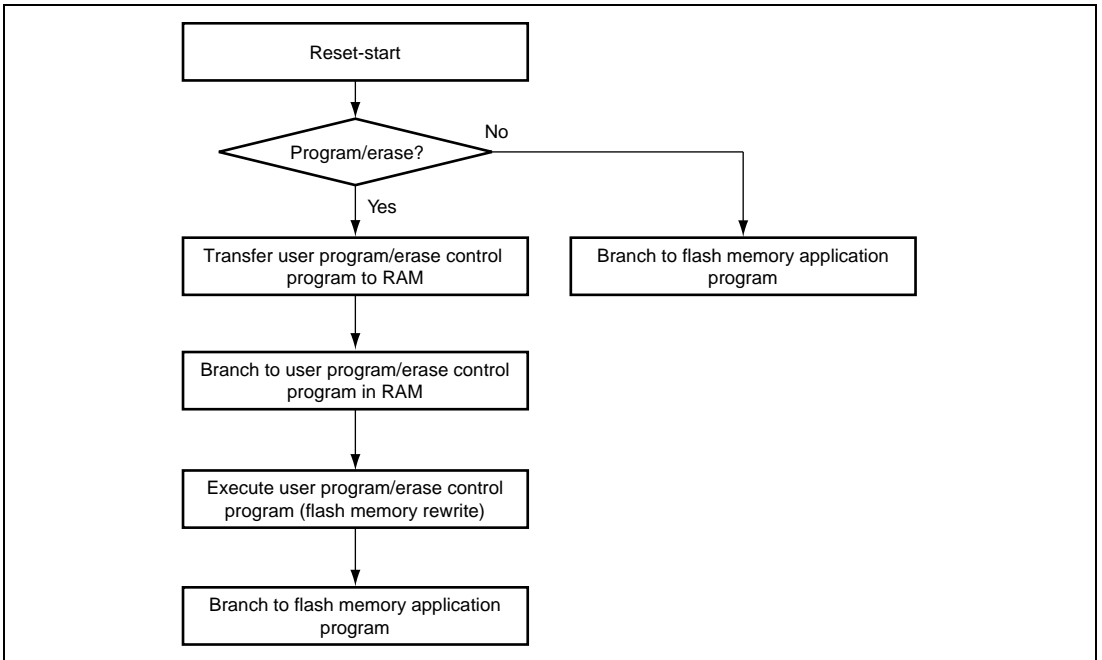 Reset-start
No
Program/erase?
Yes
Transfer user program/erase control
program to RAM
Branch to flash memory application
program
Branch to user program/erase control
program in RAM
Execute user program/erase control
program (flash memory rewrite)
Branch to flash memory application
program